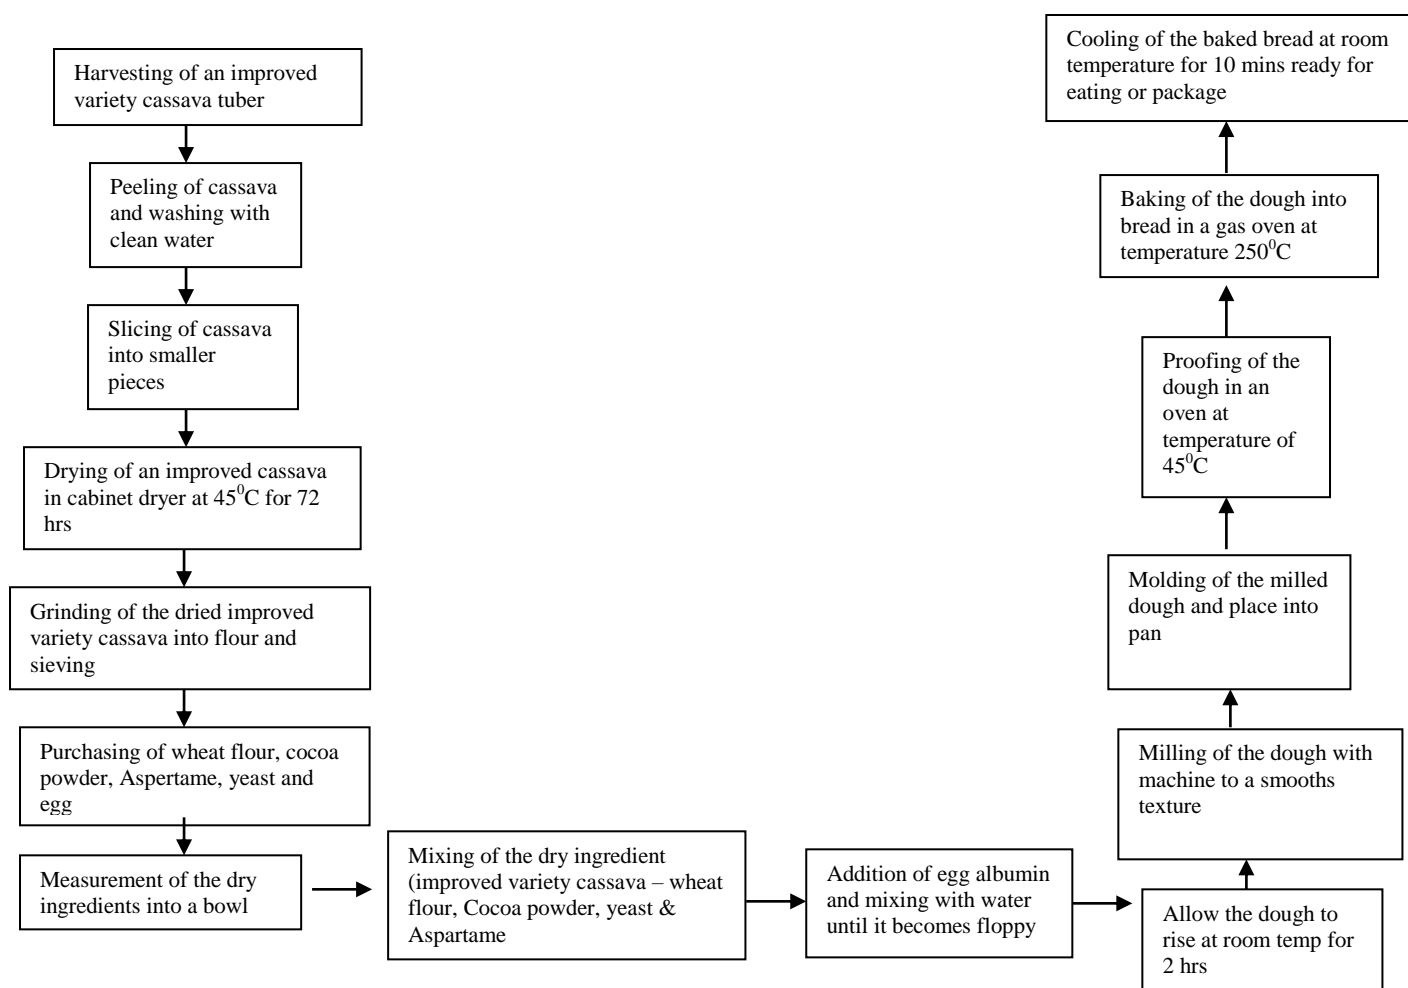 Harvesting of an improved
variety cassava tuber
Peeling of cassava
and washing with
clean water
Slicing of cassava
into smaller
pieces
Drying of an improved cassava
in cabinet dryer at 45⁰C for 72
hrs
Grinding of the dried improved
variety cassava into flour and
sieving
Purchasing of wheat flour, cocoa
powder, Aspertame, yeast and
egg
Measurement of the dry
ingredients into a bowl
Mixing of the dry ingredient
(improved variety cassava – wheat
flour, Cocoa powder, yeast &
Aspartame
Addition of egg albumin
and mixing with water
until it becomes floppy
Allow the dough to
rise at room temp for
2 hrs
Milling of the dough with
machine to a smooths
texture
Molding of the milled
dough and place into
pan
Proofing of the
dough in an
oven at
temperature of
45⁰C
Baking of the dough into
bread in a gas oven at
temperature 250⁰C
Cooling of the baked bread at room
temperature for 10 mins ready for
eating or package